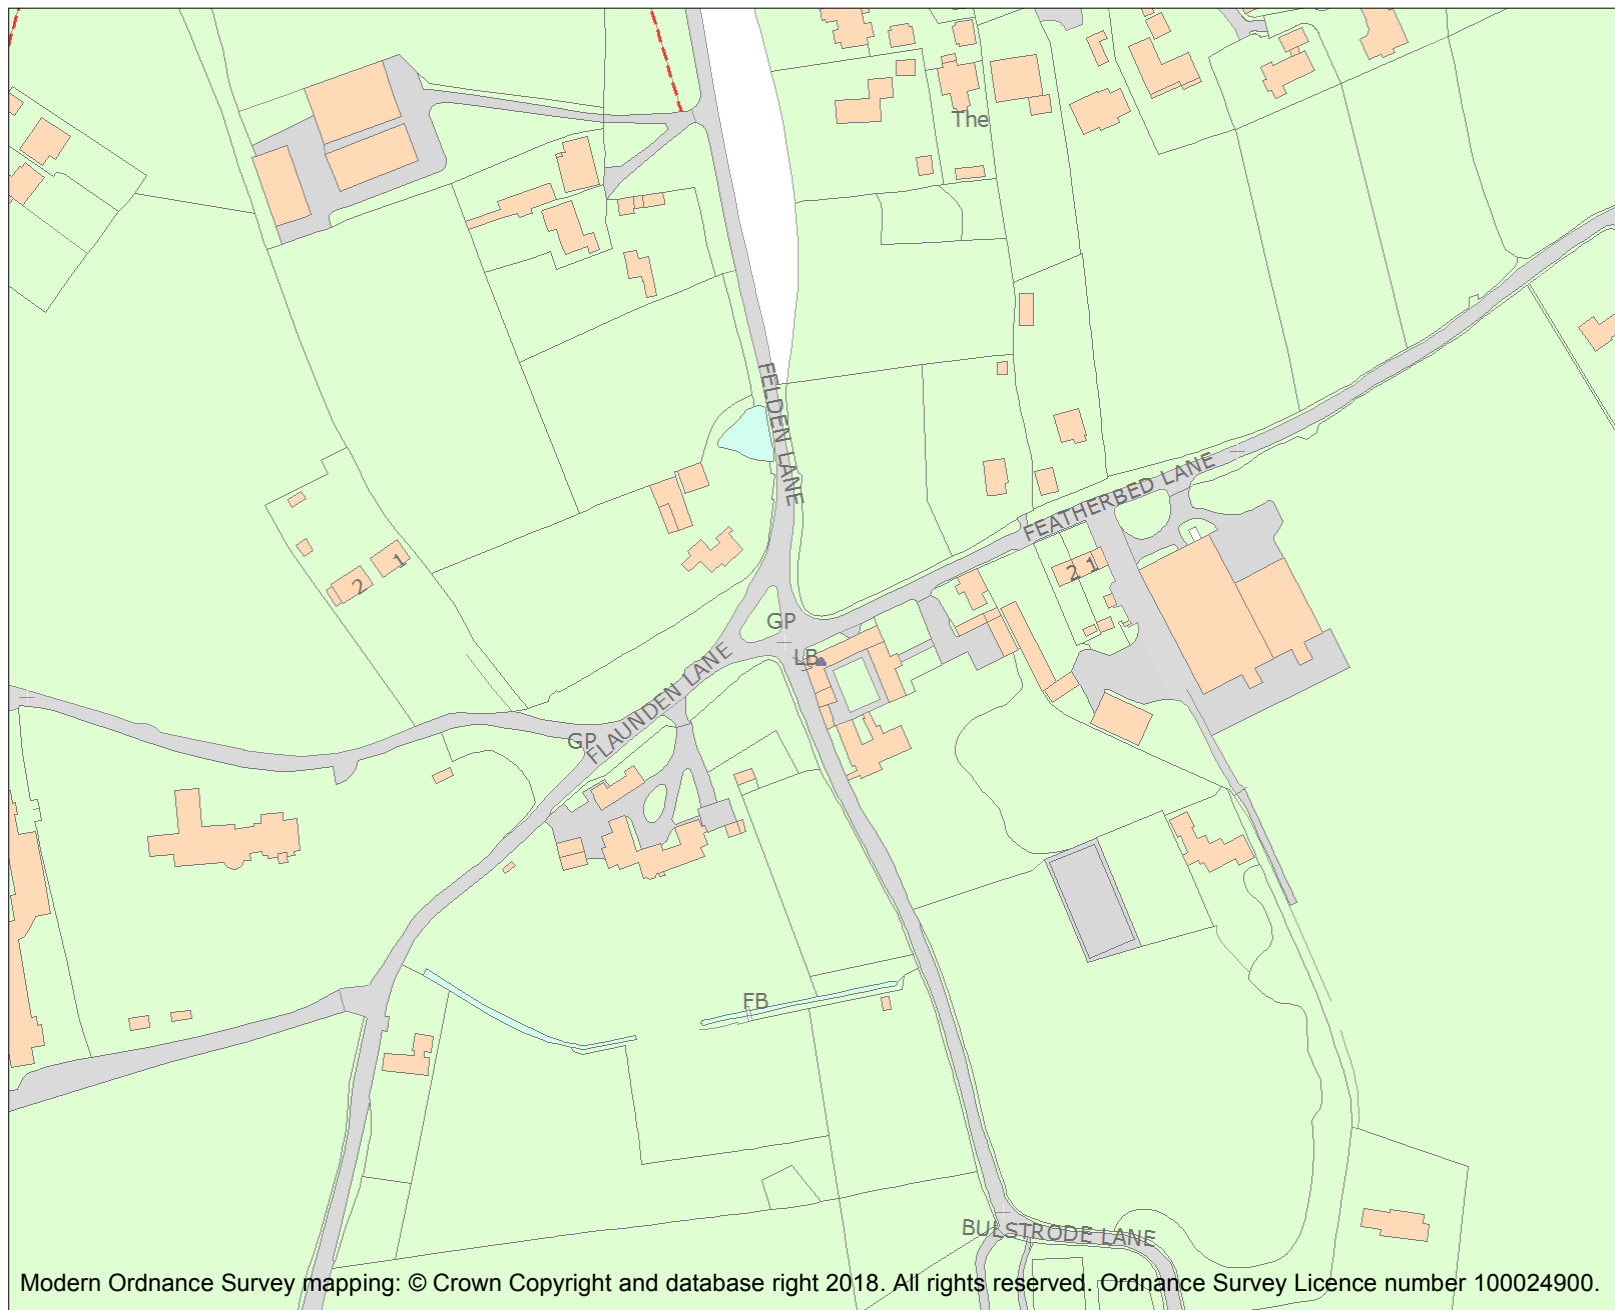 The
FELDEN LANE
FEATHERBED LANE
2 1
1
2
GP
LB
FLAUNDEN LANE
GP
FB
BULSTRODE LANE
Modern Ordnance Survey mapping: © Crown Copyright and database right 2018. All rights reserved. Ordnance Survey Licence number 100024900.